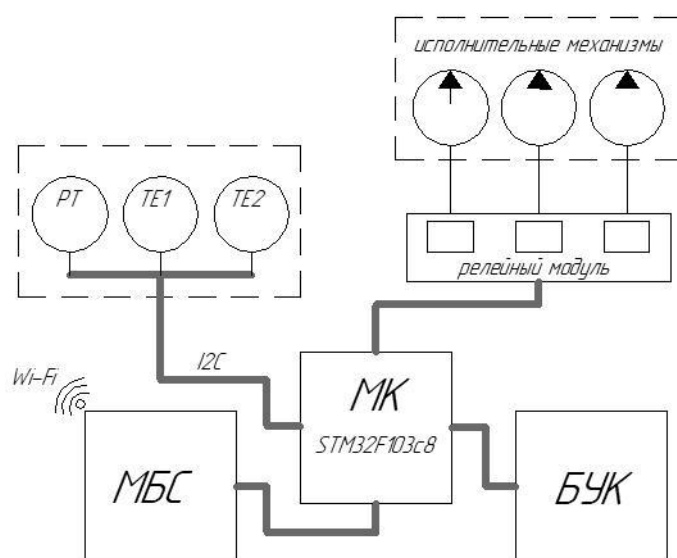 исполнительные механизмы
PT
TE1
TE2
релейный модуль
I2C
Wi-Fi
МК
STM32F103c8
МБС
БУК